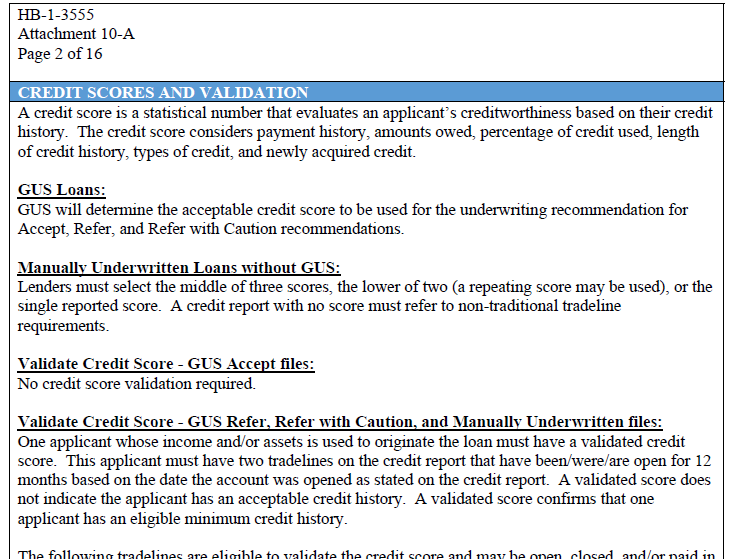 HB-1-3555
Attachment 10-A
Page 2 of 16
CREDIT SCORES AND VALIDATION
A credit score is a statistical number that evaluates an applicant’s creditworthiness based on their credit
history.  The credit score considers payment history, amounts owed, percentage of credit used, length
of credit history, types of credit, and newly acquired credit.
GUS Loans:
GUS will determine the acceptable credit score to be used for the underwriting recommendation for
Accept, Refer, and Refer with Caution recommendations.
Manually Underwritten Loans without GUS:
Lenders must select the middle of three scores, the lower of two (a repeating score may be used), or the
single reported score.  A credit report with no score must refer to non-traditional tradeline
requirements.
Validate Credit Score - GUS Accept files:
No credit score validation required.
Validate Credit Score - GUS Refer, Refer with Caution, and Manually Underwritten files:
One applicant whose income and/or assets is used to originate the loan must have a validated credit
score.  This applicant must have two tradelines on the credit report that have been/were/are open for 12
months based on the date the account was opened as stated on the credit report.  A validated score does
not indicate the applicant has an acceptable credit history.  A validated score confirms that one
applicant has an eligible minimum credit history.
The following tradelines are eligible to validate the credit score and may be open, closed, and/or paid in